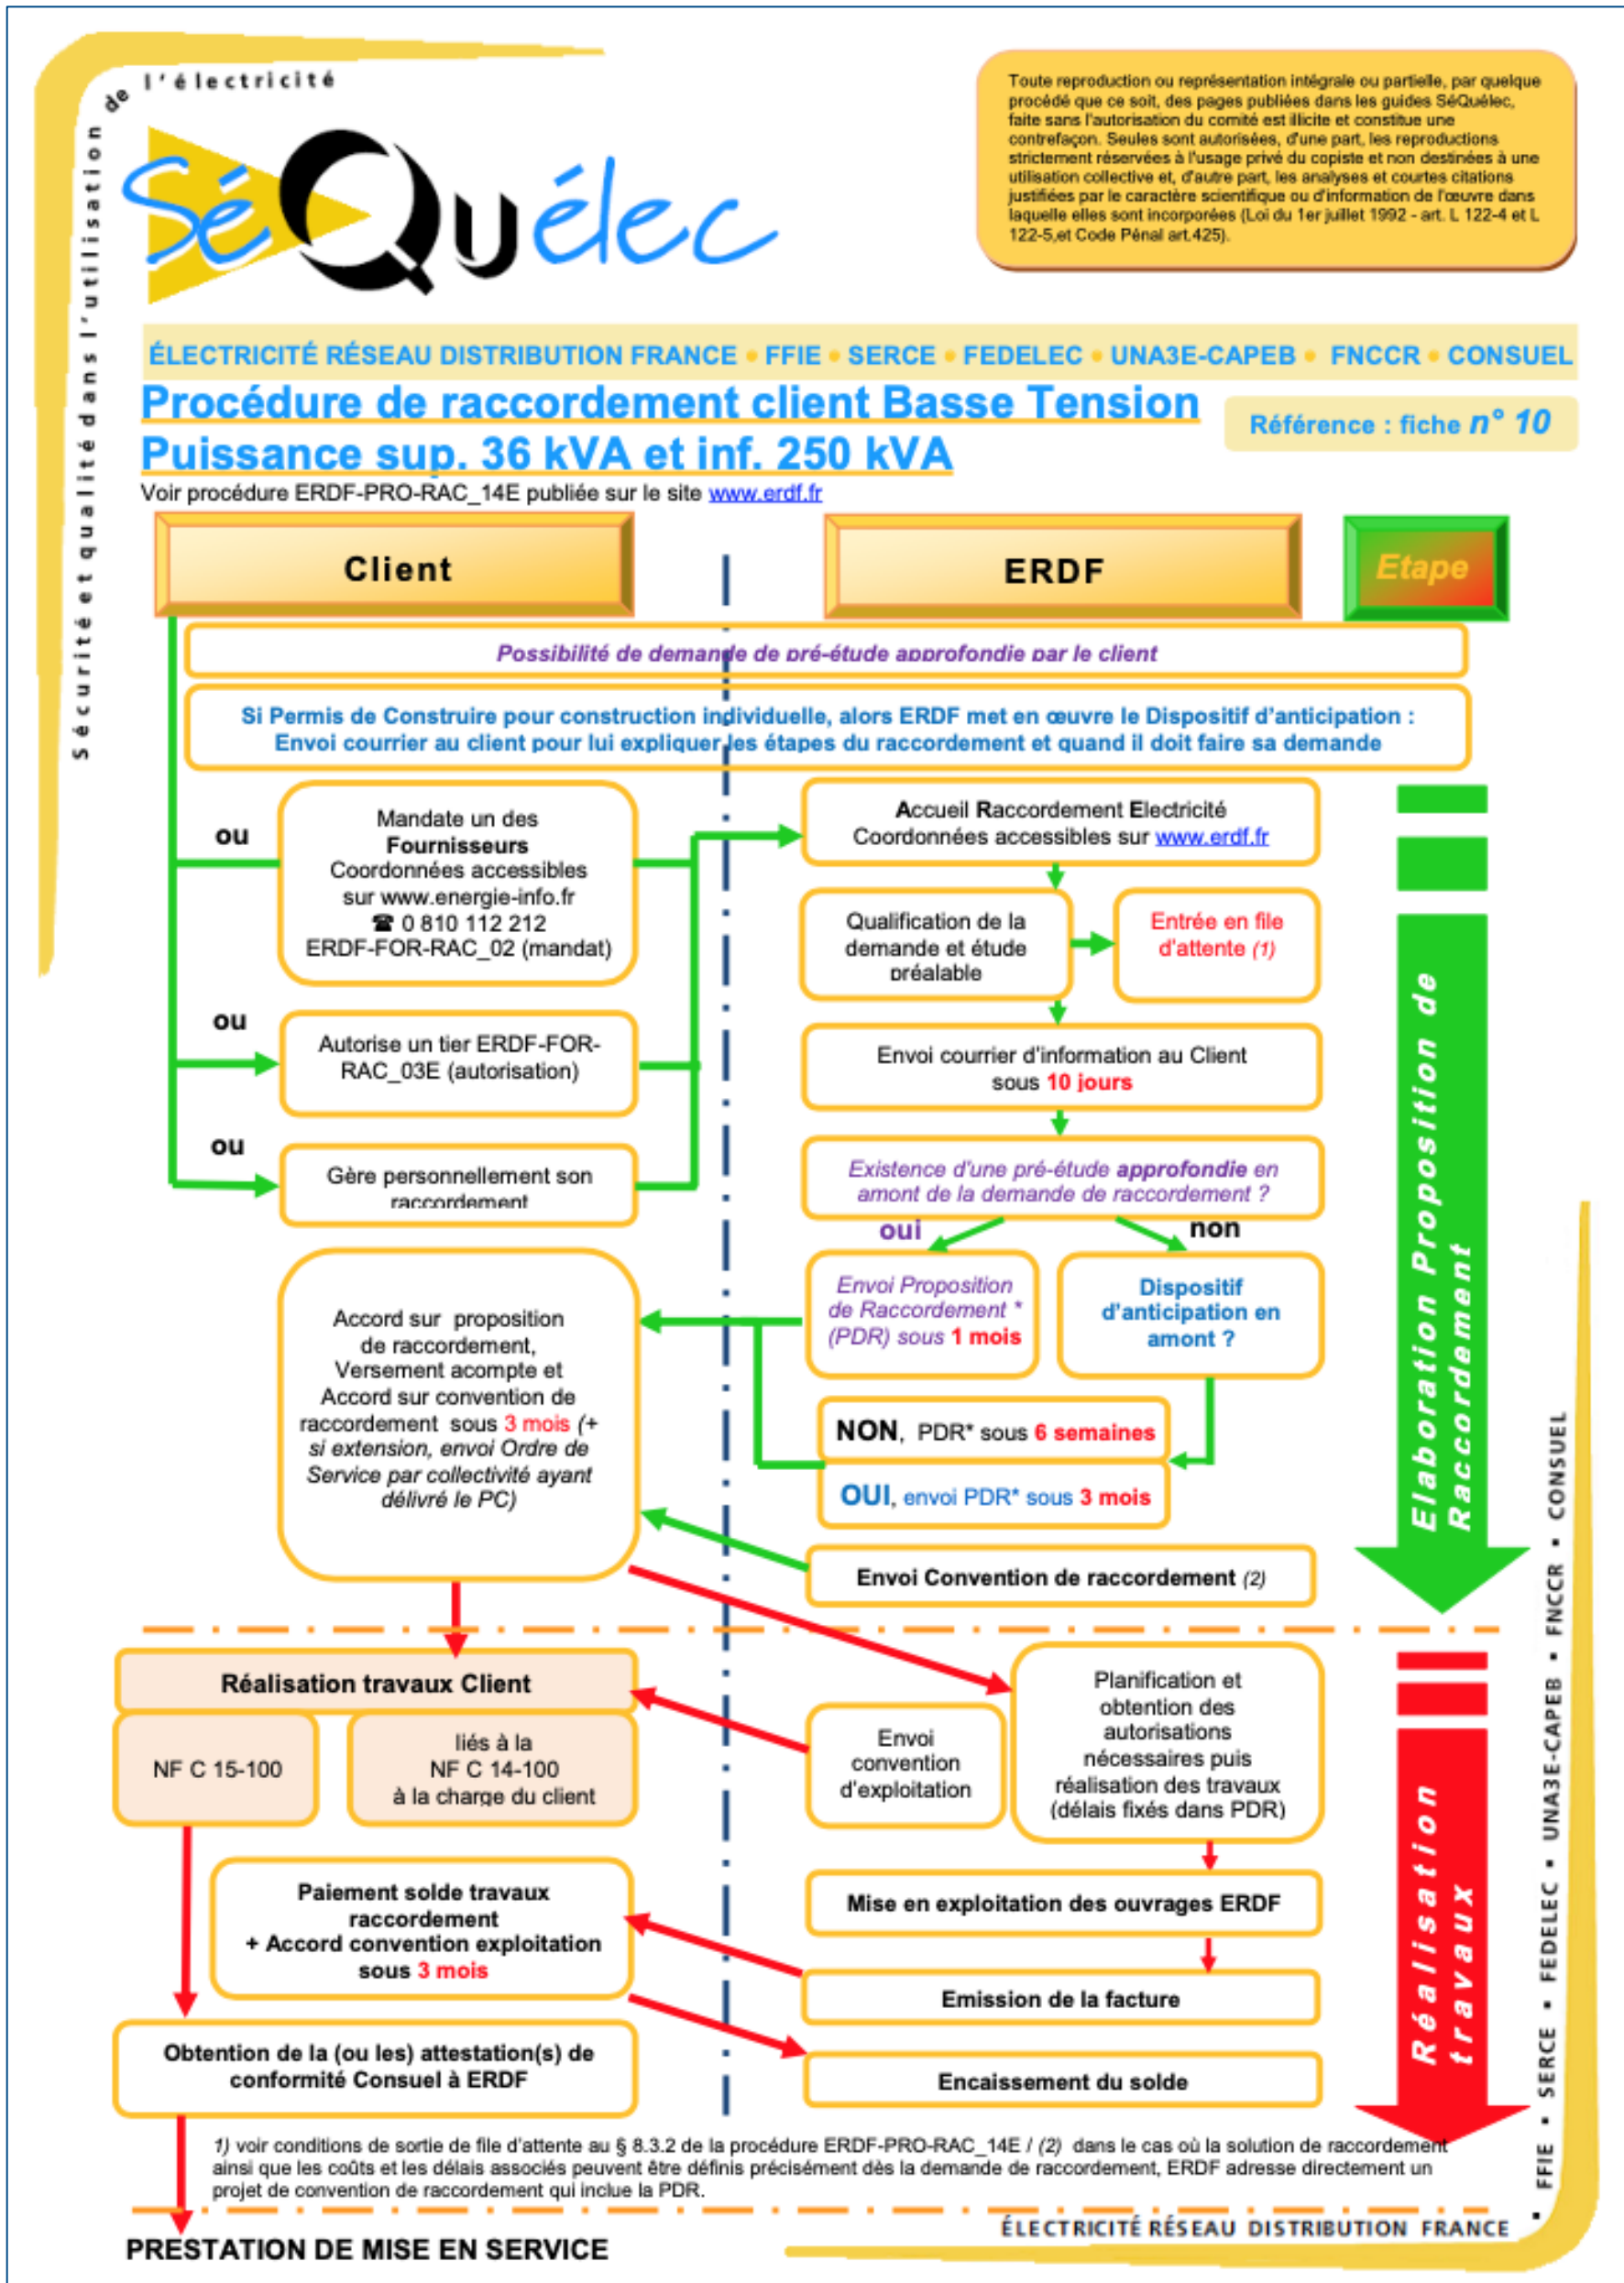 Sécurité et qualité dans l'utilisation de l'électricité
SéQuélec
Toute reproduction ou représentation intégrale ou partielle, par quelque
procédé que ce soit, des pages publiées dans les guides SéQuélec,
faite sans l'autorisation du comité est illicite et constitue une
contrefaçon. Seules sont autorisées, d'une part, les reproductions
strictement réservées à l'usage privé du copiste et non destinées à une
utilisation collective et, d'autre part, les analyses et courtes citations
justifiées par le caractère scientifique ou d'information de l'œuvre dans
laquelle elles sont incorporées (Loi du 1er juillet 1992 - art. L 122-4 et L
122-5,et Code Pénal art.425).
ÉLECTRICITÉ RÉSEAU DISTRIBUTION FRANCE • FFIE • SERCE • FEDELEC • UNA3E-CAPEB • FNCCR • CONSUEL
Procédure de raccordement client Basse Tension
Puissance sup. 36 kVA et inf. 250 kVA
Référence : fiche n° 10
Voir procédure ERDF-PRO-RAC_14E publiée sur le site www.erdf.fr
Client
ERDF
Etape
Possibilité de demande de pré-étude approfondie par le client
Si Permis de Construire pour construction individuelle, alors ERDF met en œuvre le Dispositif d'anticipation :
Envoi courrier au client pour lui expliquer les étapes du raccordement et quand il doit faire sa demande
ou
Mandate un des
Fournisseurs
Coordonnées accessibles
sur www.energie-info.fr
☎ 0 810 112 212
ERDF-FOR-RAC_02 (mandat)
ou
Autorise un tier ERDF-FOR-
RAC_03E (autorisation)
ou
Gère personnellement son
raccordement
Accueil Raccordement Electricité
Coordonnées accessibles sur www.erdf.fr
Qualification de la
demande et étude
préalable
Entrée en file
d'attente (1)
Envoi courrier d'information au Client
sous 10 jours
Existence d'une pré-étude approfondie en
amont de la demande de raccordement ?
oui
non
Envoi Proposition
de Raccordement *
(PDR) sous 1 mois
Dispositif
d'anticipation en
amont ?
NON, PDR* sous 6 semaines
OUI, envoi PDR* sous 3 mois
Accord sur proposition
de raccordement,
Versement acompte et
Accord sur convention de
raccordement sous 3 mois (+
si extension, envoi Ordre de
Service par collectivité ayant
délivré le PC)
Envoi Convention de raccordement (2)
Elaboration Proposition de
Raccordement
Réalisation travaux Client
NF C 15-100
liés à la
NF C 14-100
à la charge du client
Envoi
convention
d'exploitation
Planification et
obtention des
autorisations
nécessaires puis
réalisation des travaux
(délais fixés dans PDR)
Paiement solde travaux
raccordement
+ Accord convention exploitation
sous 3 mois
Mise en exploitation des ouvrages ERDF
Emission de la facture
Encaissement du solde
Obtention de la (ou les) attestation(s) de
conformité Consuel à ERDF
Réalisation
travaux
1) voir conditions de sortie de file d'attente au § 8.3.2 de la procédure ERDF-PRO-RAC_14E / (2) dans le cas où la solution de raccordement
ainsi que les coûts et les délais associés peuvent être définis précisément dès la demande de raccordement, ERDF adresse directement un
projet de convention de raccordement qui inclue la PDR.
PRESTATION DE MISE EN SERVICE
ÉLECTRICITÉ RÉSEAU DISTRIBUTION FRANCE
▪ FFIE ▪ SERCE ▪ FEDELEC ▪ UNA3E-CAPEB ▪ FNCCR ▪ CONSUEL